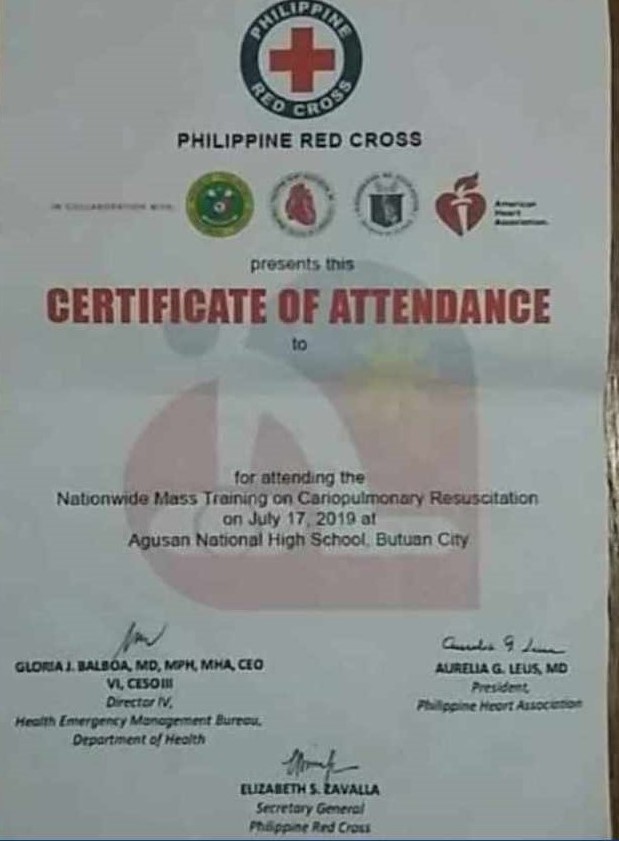 PHILIPPINE
RED CROSS
PHILIPPINE RED CROSS
IN COLLABORATION WITH:
American
Heart
Association.
presents this
CERTIFICATE OF ATTENDANCE
to
for attending the
Nationwide Mass Training on Cariopulmonary Resuscitation
on July 17, 2019 at
Agusan National High School, Butuan City
GLORIA J. BALBOA, MD, MPH, MHA, CEO
VI, CESO III
Director IV,
Health Emergency Management Bureau,
Department of Health
AURELIA G. LEUS, MD
President,
Philippine Heart Association
ELIZABETH S. ZAVALLA
Secretary General
Philippine Red Cross